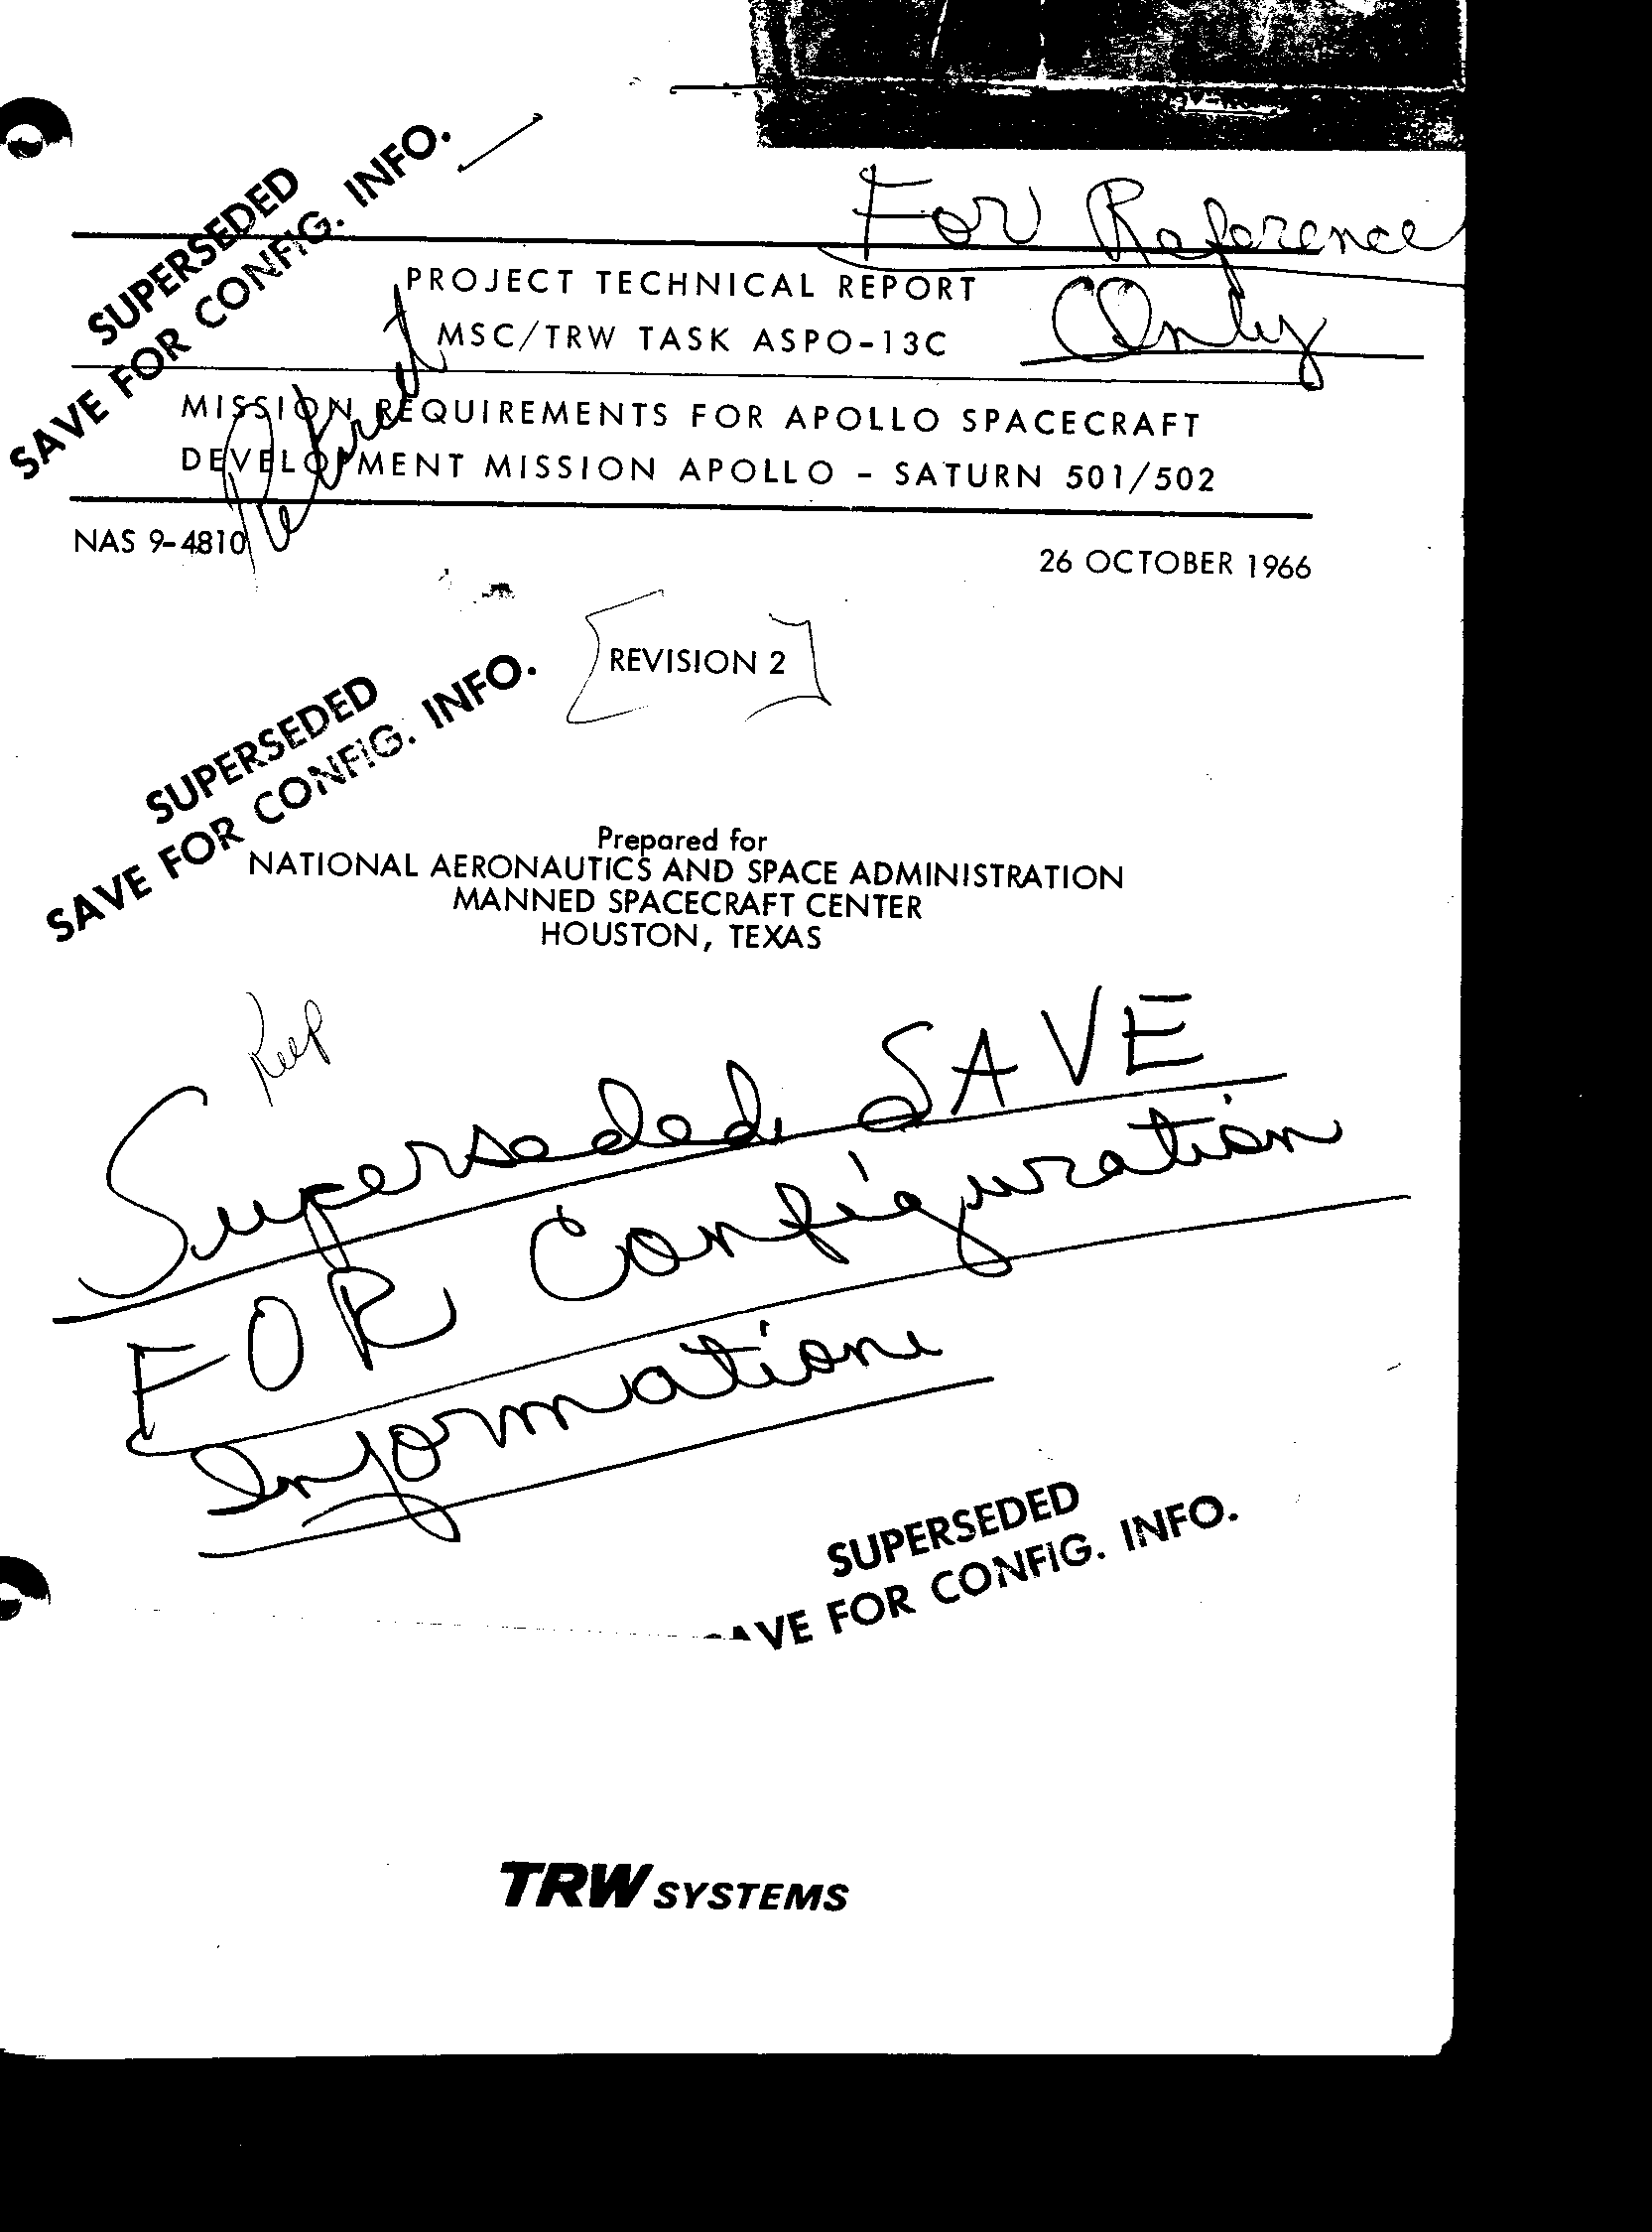 SUPERSEDED
SAVE FOR CONFIG. INFO.
For Reference
Only
PROJECT TECHNICAL REPORT
MSC/TRW TASK ASPO-13C
MISSION REQUIREMENTS FOR APOLLO SPACECRAFT
DEVELOPMENT MISSION APOLLO - SATURN 501/502
NAS 9-4810
26 OCTOBER 1966
REVISION 2
SUPERSEDED
SAVE FOR CONFIG. INFO.
Prepared for
NATIONAL AERONAUTICS AND SPACE ADMINISTRATION
MANNED SPACECRAFT CENTER
HOUSTON, TEXAS
Keep
Superseded, SAVE
FOR Configuration
Information
SUPERSEDED
AVE FOR CONFIG. INFO.
TRW SYSTEMS